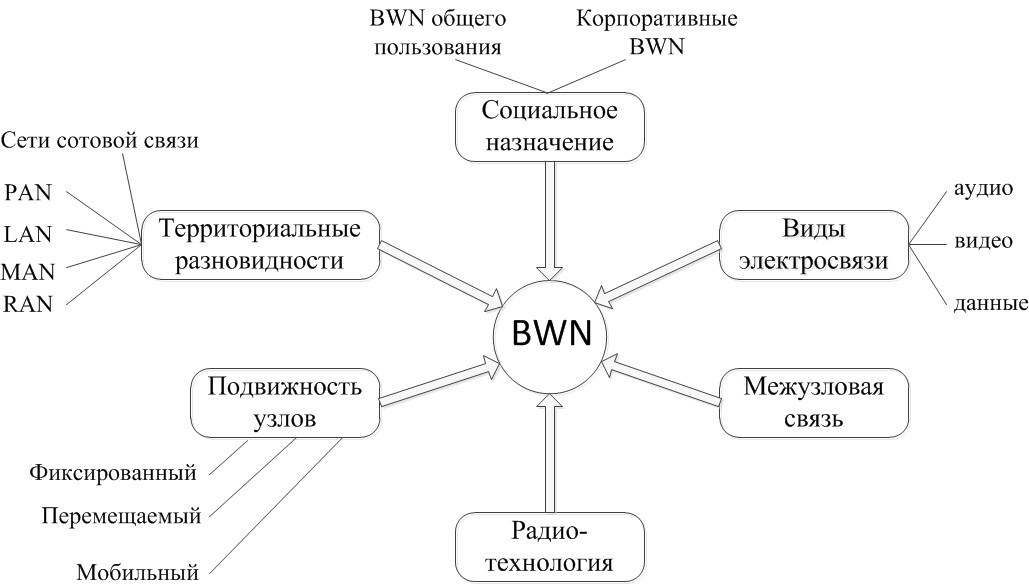 BWN общего
пользования
Корпоративные
BWN
Социальное
назначение
Сети сотовой связи
PAN
LAN
MAN
RAN
Территориальные
разновидности
Виды
электросвязи
аудио
видео
данные
BWN
Подвижность
узлов
Фиксированный
Перемещаемый
Мобильный
Межузловая
связь
Радио-
технология